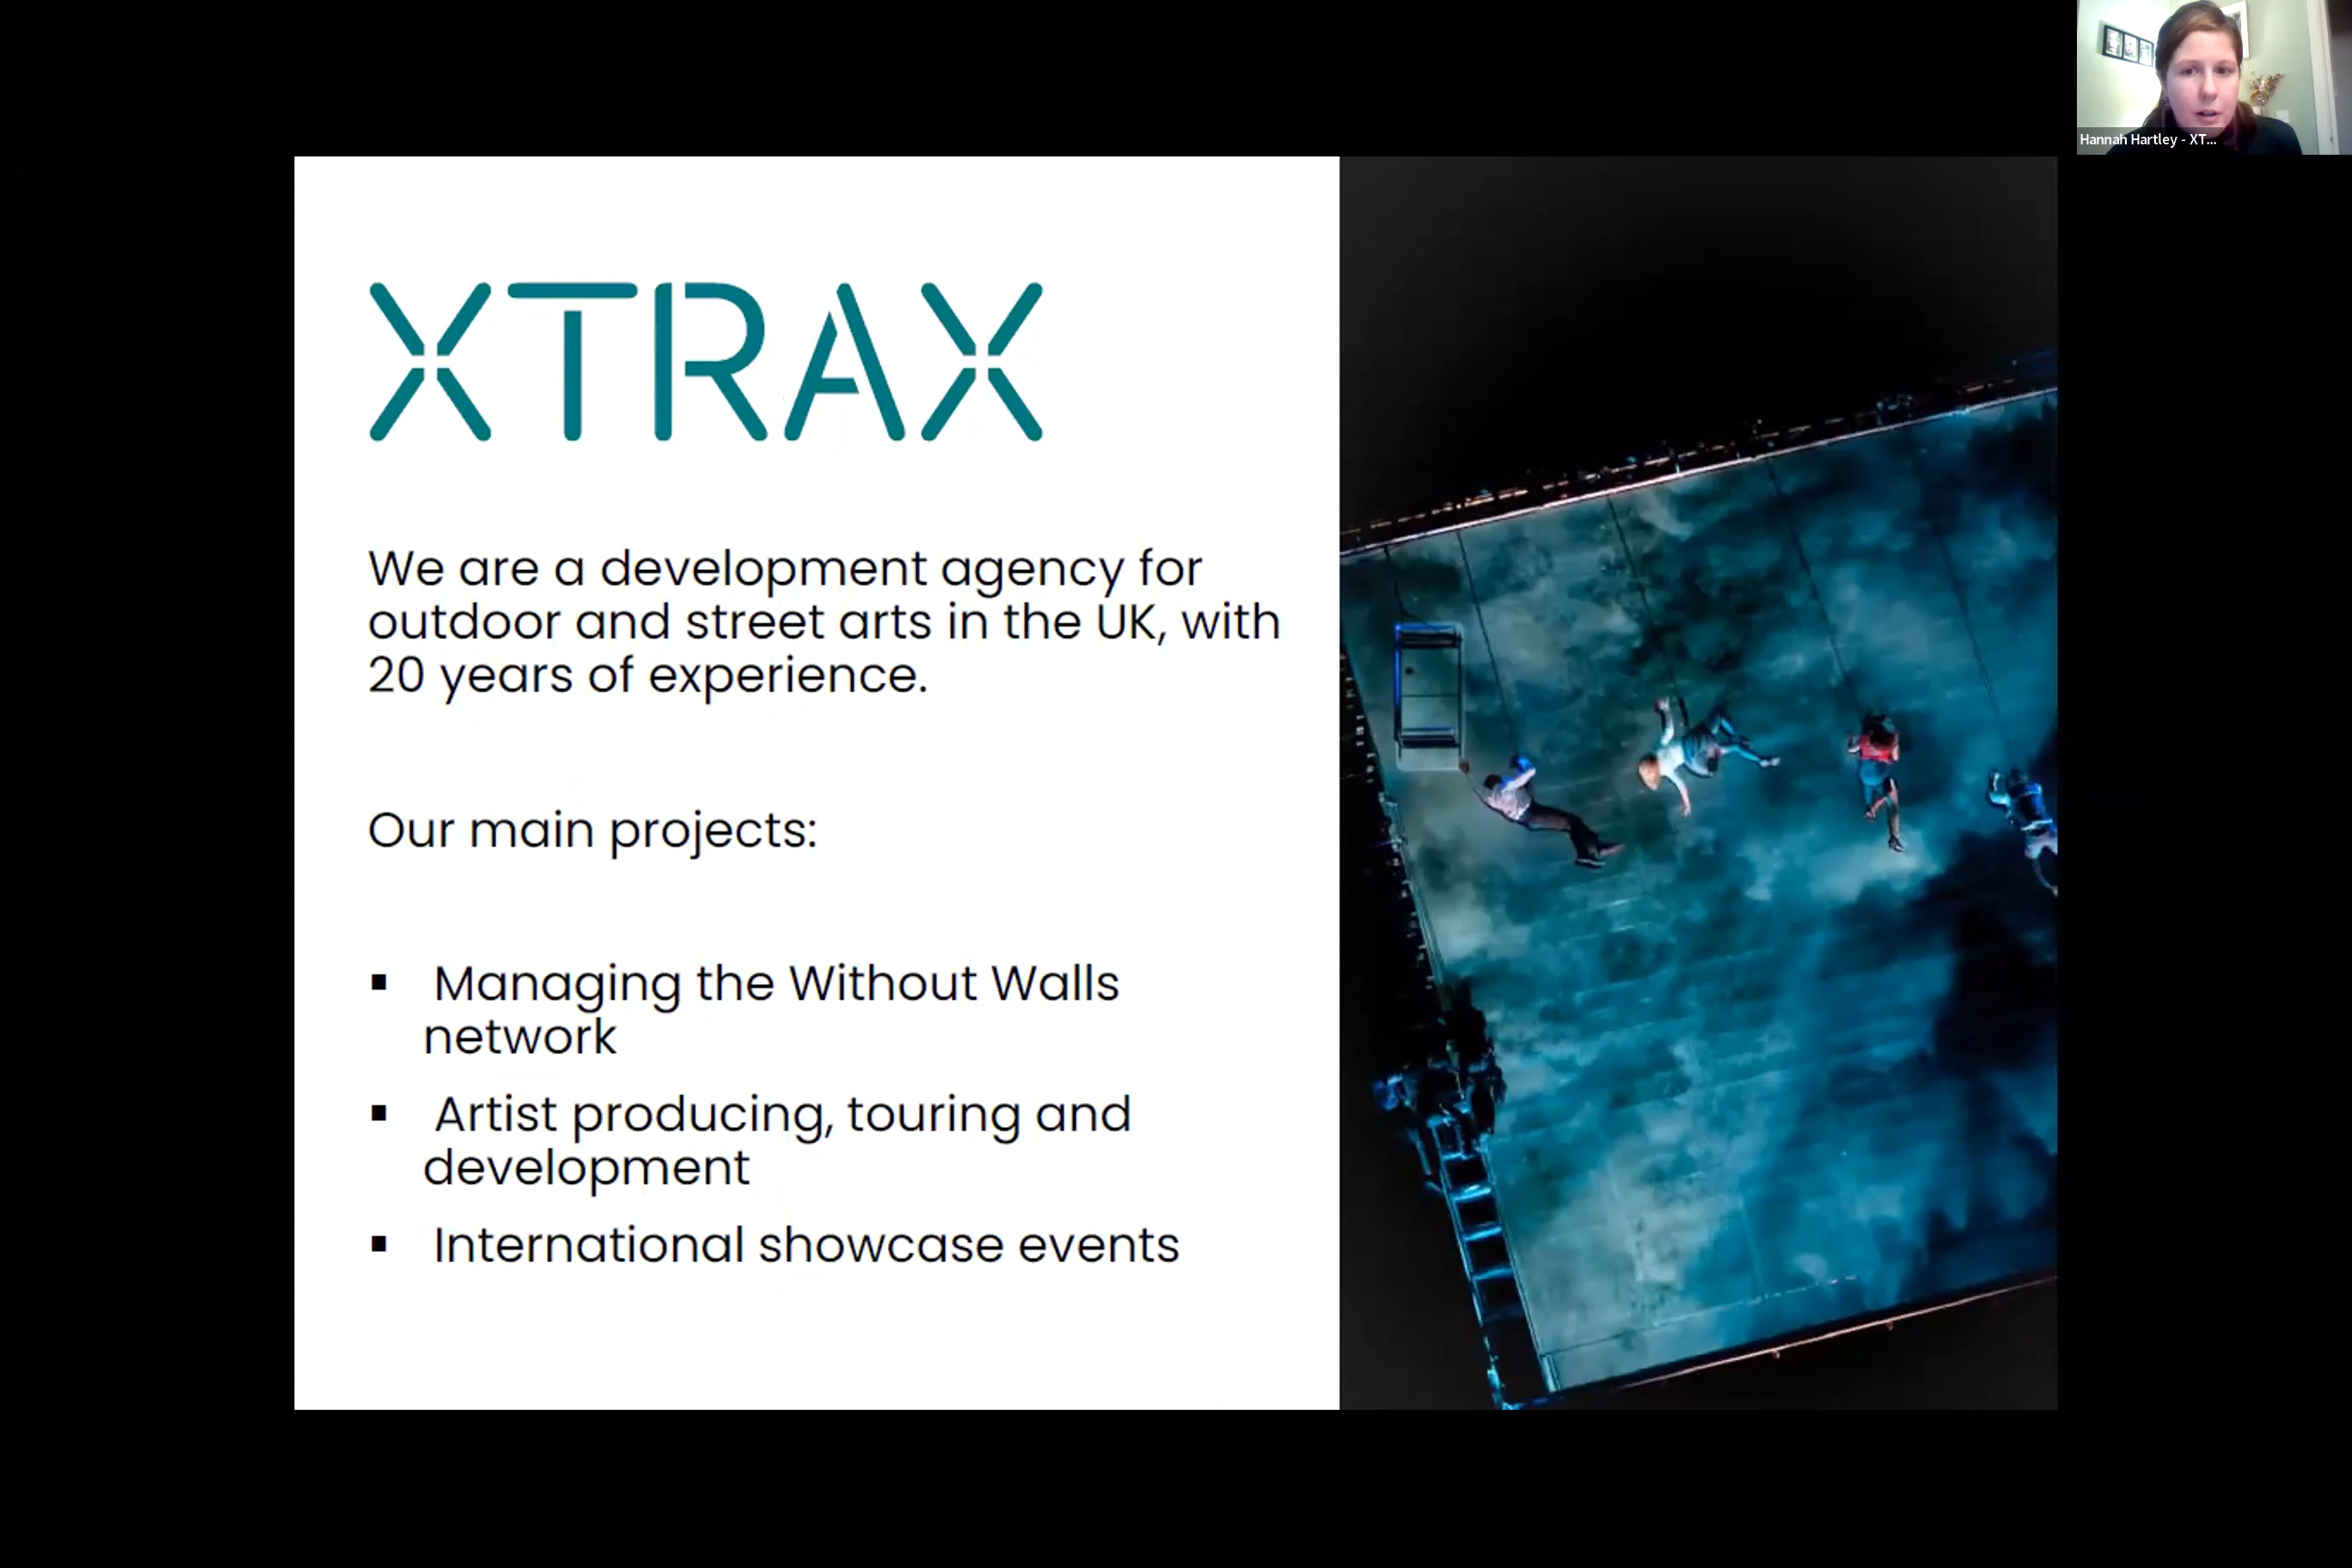 Hannah Hartley - XT...
XTRAX
We are a development agency for
outdoor and street arts in the UK, with
20 years of experience.
Our main projects:
▪ Managing the Without Walls
network
▪ Artist producing, touring and
development
▪ International showcase events